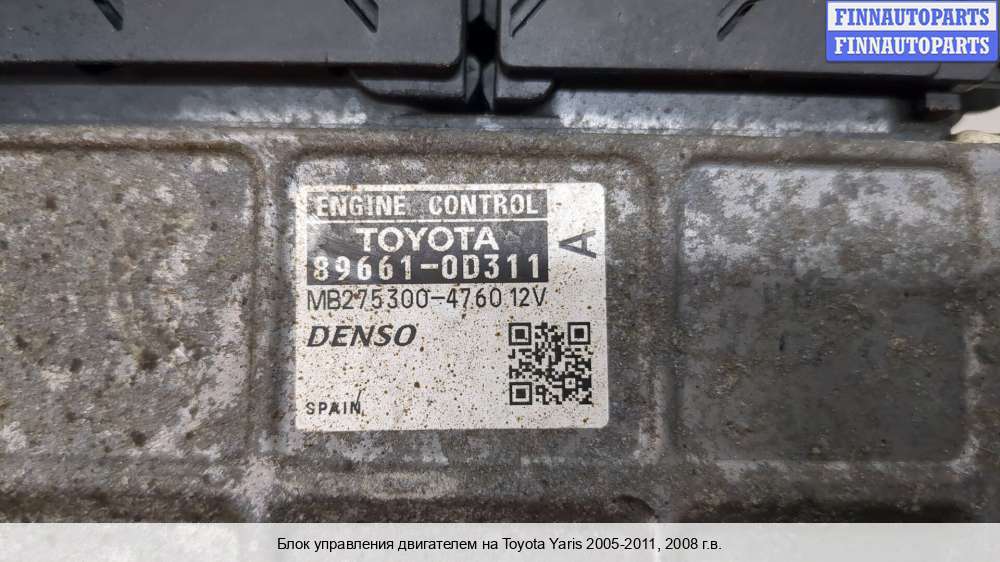 FINNAUTOPARTS
FINNAUTOPARTS
ENGINE CONTROL
TOYOTA
89661-0D311
A
MB275300-4760 12V
DENSO
SPAIN
Блок управления двигателем на Toyota Yaris 2005-2011, 2008 г.в.